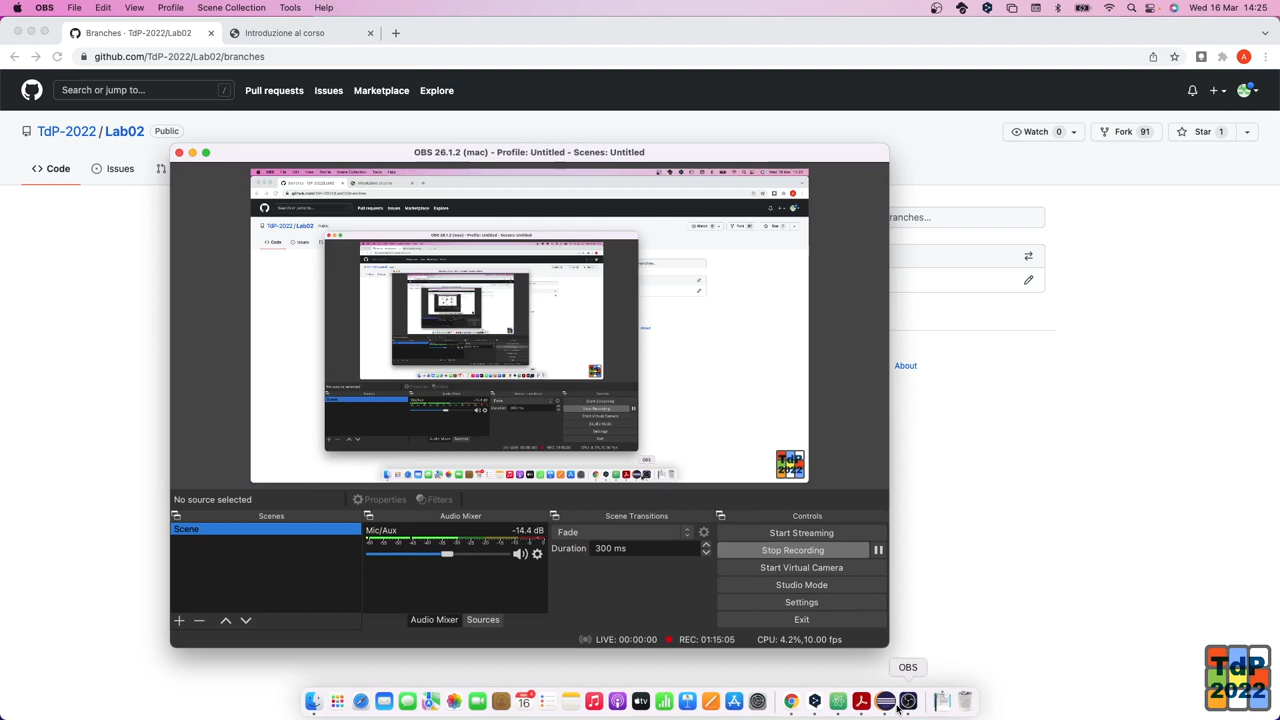 OBS File Edit View Profile Scene Collection Tools Help Wed 16 Mar 14:25
Branches · TdP-2022/Lab02 Introduzione al corso
github.com/TdP-2022/Lab02/branches A
Search or jump to... / Pull requests Issues Marketplace Explore
TdP-2022 / Lab02 Public Watch 0 Fork 91 Star 1
Code Issues
OBS 26.1.2 (mac) - Profile: Untitled - Scenes: Untitled
ranches...
About
No source selected Properties Filters
Scenes Audio Mixer Scene Transitions Controls
Scene Mic/Aux -14.4 dB Fade Start Streaming
Duration 300 ms Stop Recording
Start Virtual Camera
Studio Mode
Settings
Audio Mixer Sources Exit
LIVE: 00:00:00 REC: 01:15:05 CPU: 4.2%,10.00 fps
OBS
TdP
2022